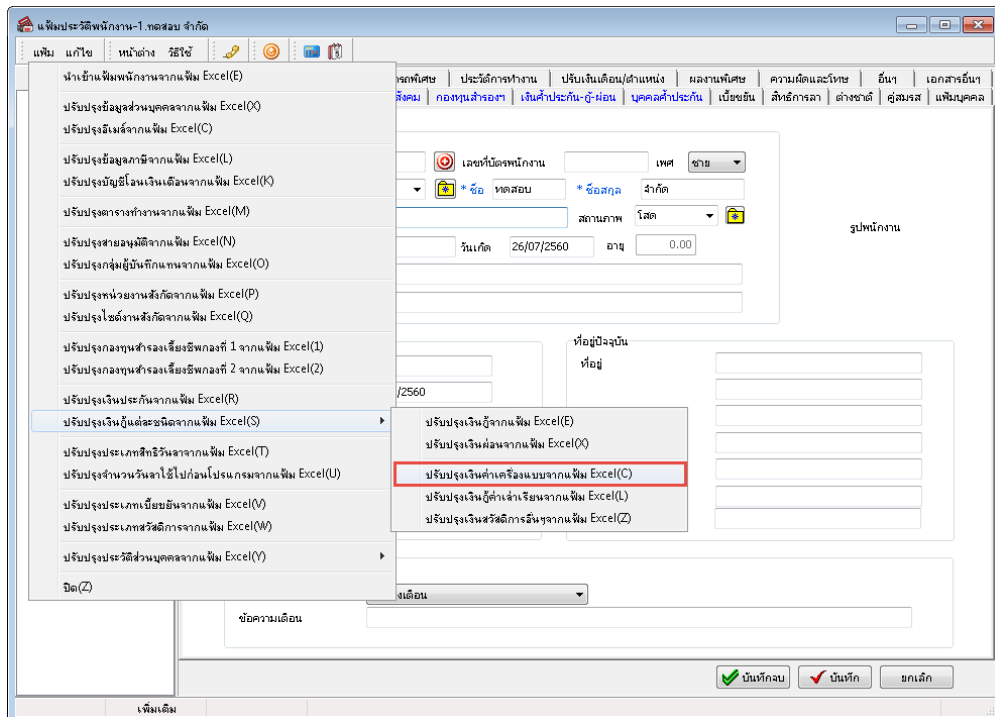 แฟ้มประวัติพนักงาน-1.ทดสอบ จำกัด
แฟ้ม แก้ไข หน้าต่าง วิธีใช้
นำเข้าแฟ้มพนักงานจากแฟ้ม Excel(E)
ปรับปรุงข้อมูลส่วนบุคคลจากแฟ้ม Excel(X)
ปรับปรุงอีเมล์จากแฟ้ม Excel(C)
ปรับปรุงข้อมูลภาษีจากแฟ้ม Excel(L)
ปรับปรุงบัญชีโอนเงินเดือนจากแฟ้ม Excel(K)
ปรับปรุงตารางทำงานจากแฟ้ม Excel(M)
ปรับปรุงสายอนุมัติจากแฟ้ม Excel(N)
ปรับปรุงกลุ่มผู้บันทึกแทนจากแฟ้ม Excel(O)
ปรับปรุงหน่วยงานสังกัดจากแฟ้ม Excel(P)
ปรับปรุงไซต์งานสังกัดจากแฟ้ม Excel(Q)
ปรับปรุงกองทุนสำรองเลี้ยงชีพกองที่ 1 จากแฟ้ม Excel(1)
ปรับปรุงกองทุนสำรองเลี้ยงชีพกองที่ 2 จากแฟ้ม Excel(2)
ปรับปรุงเงินประกันจากแฟ้ม Excel(R)
ปรับปรุงเงินกู้แต่ละชนิดจากแฟ้ม Excel(S)
ปรับปรุงประเภทสิทธิวันลาจากแฟ้ม Excel(T)
ปรับปรุงจำนวนวันลาใช้ไปก่อนโปรแกรมจากแฟ้ม Excel(U)
ปรับปรุงประเภทเบี้ยขยันจากแฟ้ม Excel(V)
ปรับปรุงประเภทสวัสดิการจากแฟ้ม Excel(W)
ปรับปรุงประวัติส่วนบุคคลจากแฟ้ม Excel(Y)
ปิด(Z)
ปรับปรุงเงินกู้จากแฟ้ม Excel(E)
ปรับปรุงเงินผ่อนจากแฟ้ม Excel(X)
ปรับปรุงเงินค่าเครื่องแบบจากแฟ้ม Excel(C)
ปรับปรุงเงินกู้ค่าเล่าเรียนจากแฟ้ม Excel(L)
ปรับปรุงเงินสวัสดิการอื่นๆจากแฟ้ม Excel(Z)
ประวัติการทำงาน ปรับเงินเดือน/ตำแหน่ง ผลงานพิเศษ ความผิดและโทษ อื่นๆ เอกสารอื่นๆ
สังคม กองทุนสำรองฯ เงินค้ำประกัน-กู้-ผ่อน บุคคลค้ำประกัน เบี้ยขยัน สิทธิการลา ต่างชาติ คู่สมรส แฟ้มบุคคล
เลขที่บัตรพนักงาน เพศ ชาย
* ชื่อ ทดสอบ * ชื่อสกุล จำกัด
สถานภาพ โสด
รูปพนักงาน
วันเกิด 26/07/2560 อายุ 0.00
ที่อยู่ปัจจุบัน
ที่อยู่
/2560
ข้อความเตือน
บันทึกจบ บันทึก ยกเลิก
เพิ่มเติม